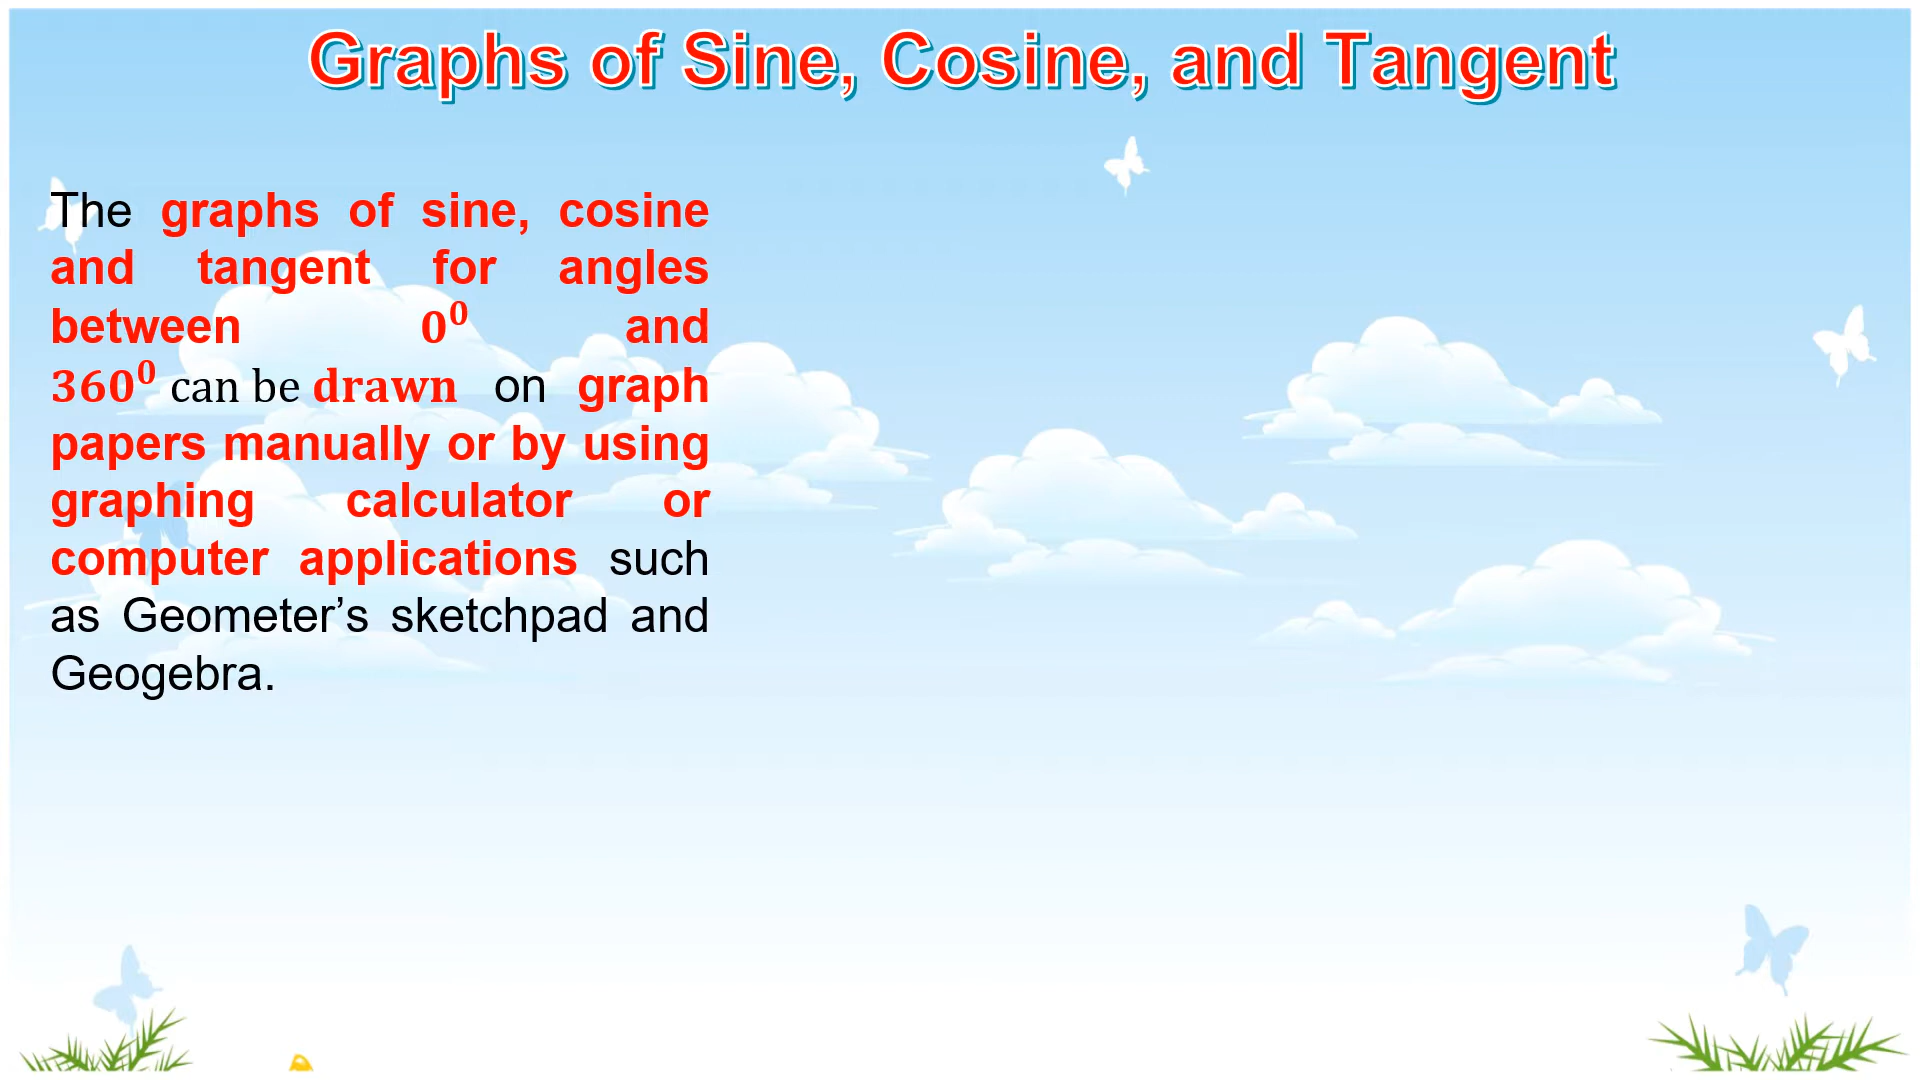 Graphs of Sine, Cosine, and Tangent
The graphs of sine, cosine
and tangent for angles
between 0⁰ and
360⁰ can be drawn on graph
papers manually or by using
graphing calculator or
computer applications such
as Geometer’s sketchpad and
Geogebra.